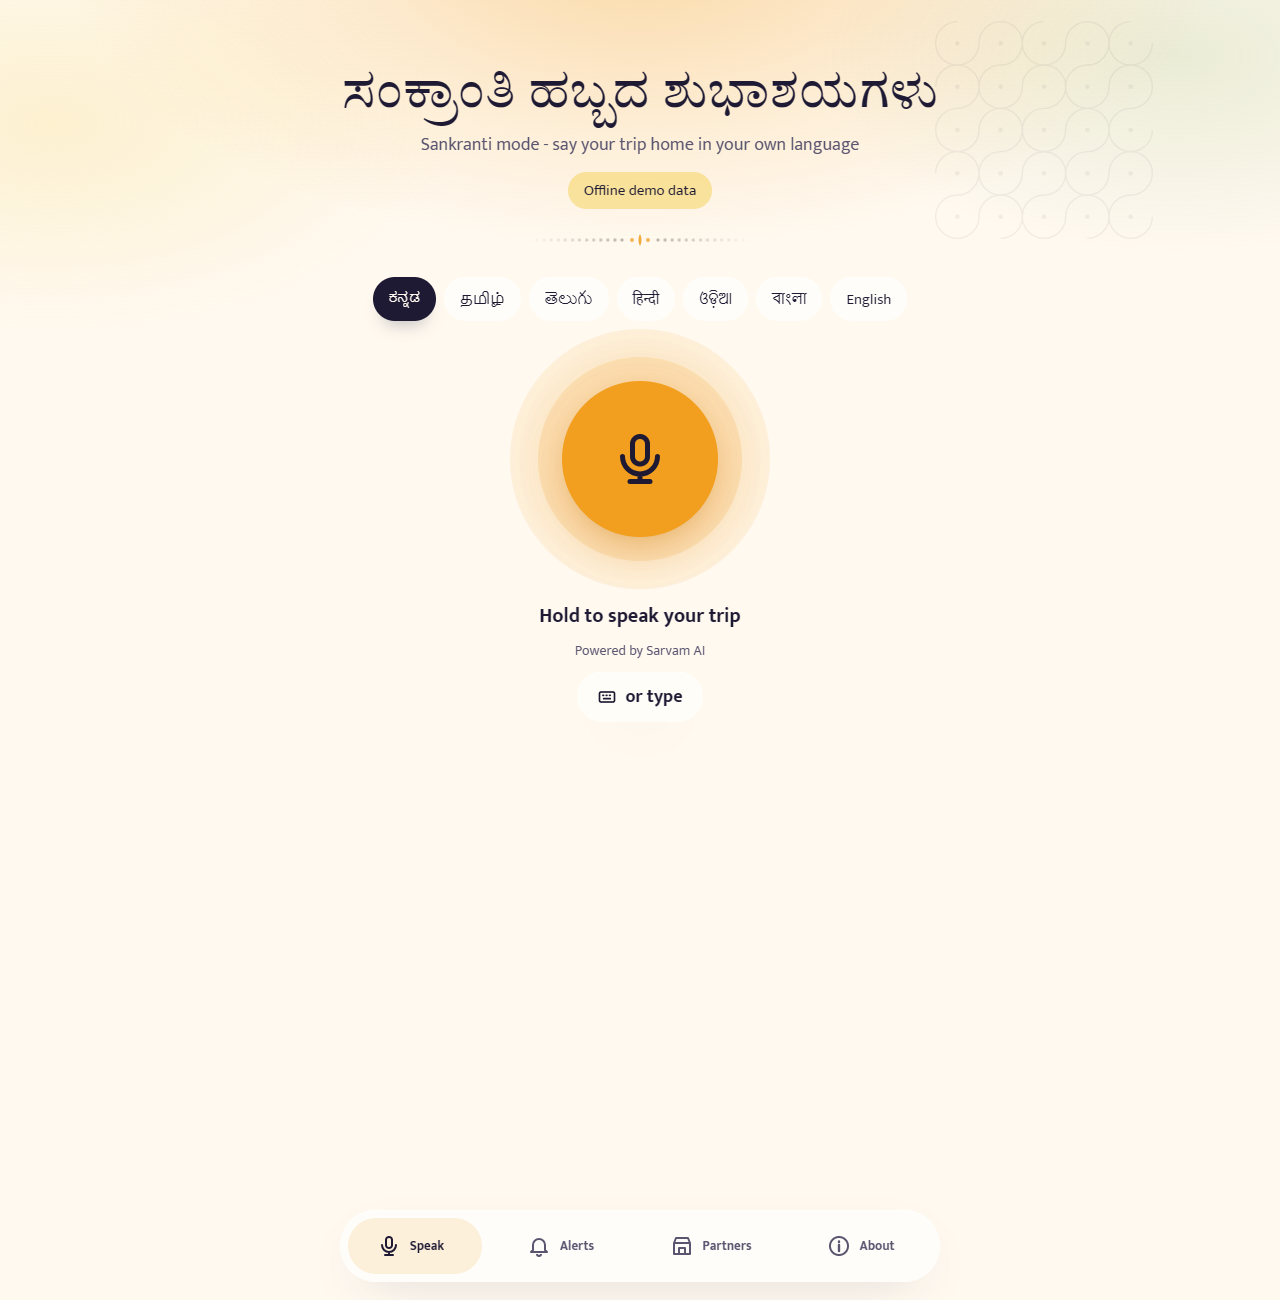 ಸಂಕ್ರಾಂತಿ ಹಬ್ಬದ ಶುಭಾಶಯಗಳು
Sankranti mode - say your trip home in your own language
Offline demo data
ಕನ್ನಡ தமிழ் తెలుగు हिन्दी ଓଡ଼ିଆ বাংলা English
Hold to speak your trip
Powered by Sarvam AI
or type
Speak Alerts Partners About